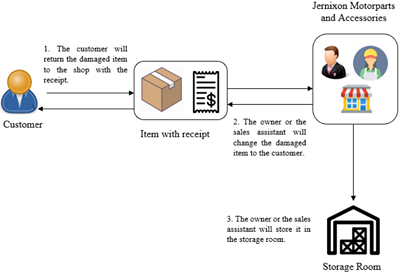 Jernixon Motorparts
and Accessories
1. The customer will
return the damaged item
to the shop with the
receipt.
Customer
Item with receipt
2. The owner or the
sales assistant will
change the damaged
item to the customer.
3. The owner or the sales
assistant will store it in
the storage room.
Storage Room